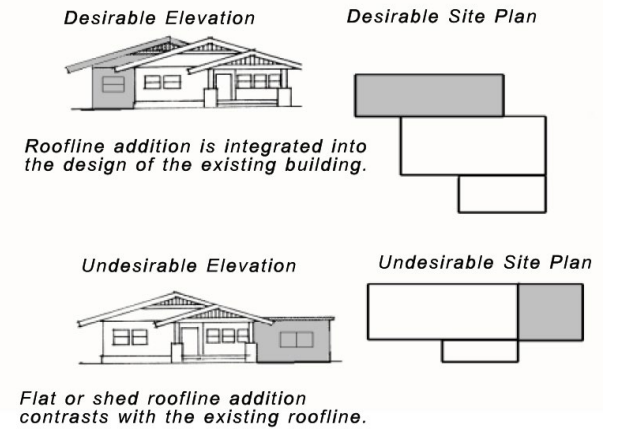 Desirable Elevation
Desirable Site Plan
Roofline addition is integrated into
the design of the existing building.
Undesirable Elevation
Undesirable Site Plan
Flat or shed roofline addition
contrasts with the existing roofline.